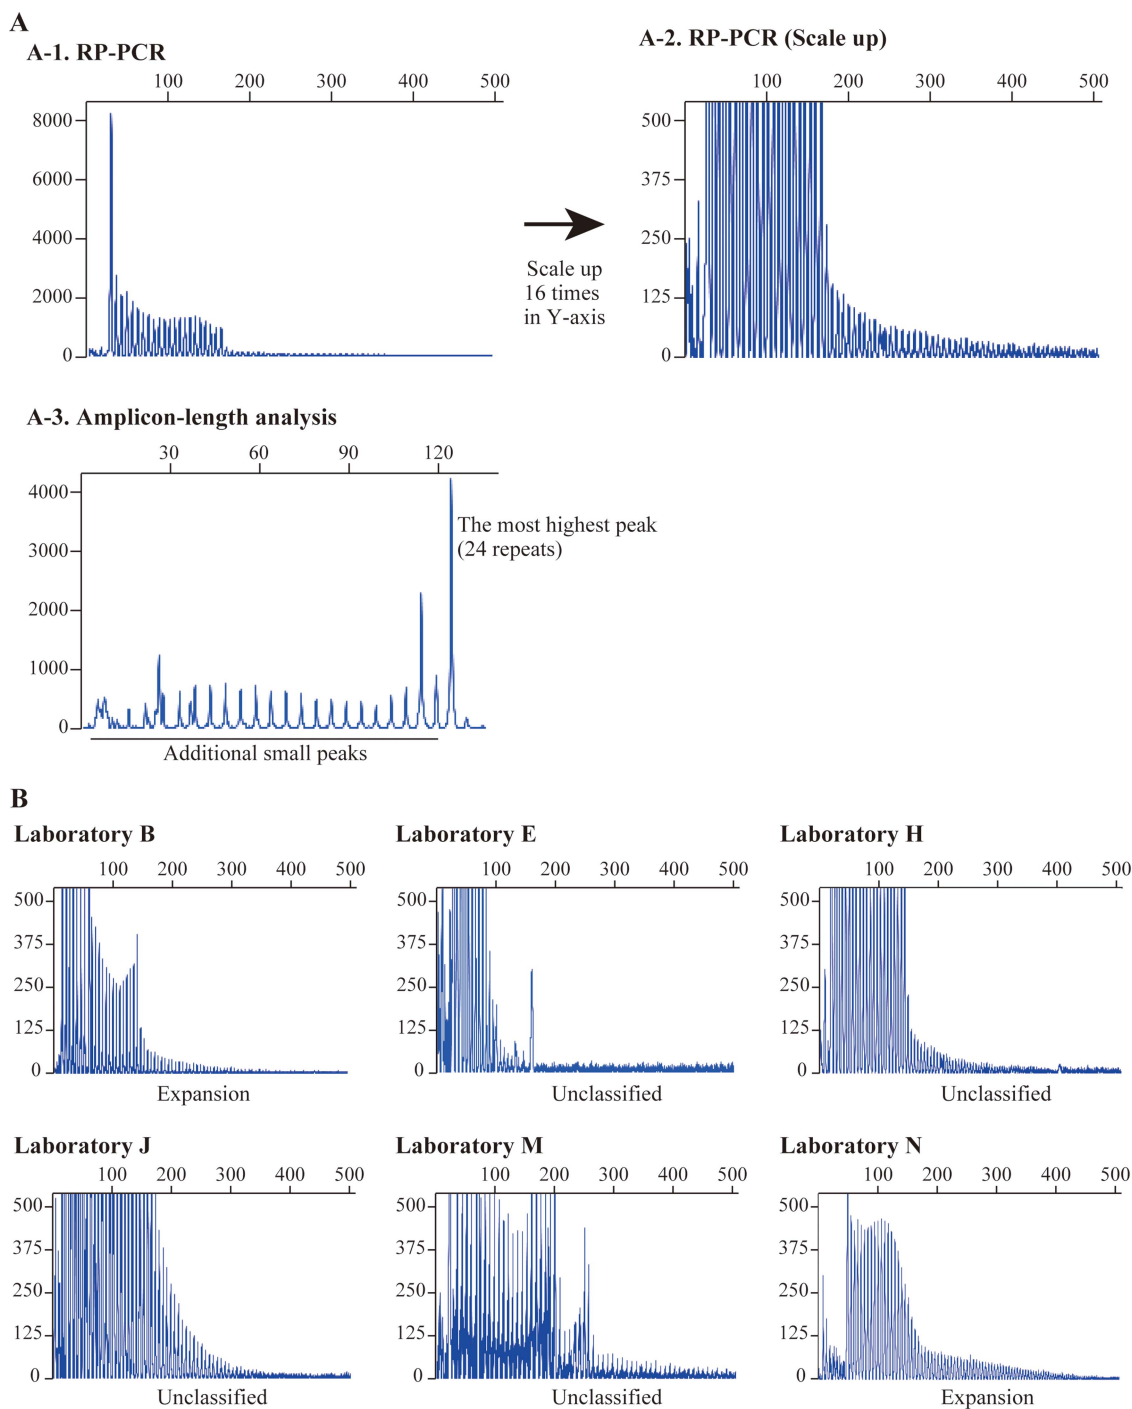 A
A-1. RP-PCR
100 200 300 400 500
8000
6000
4000
2000
0
Scale up
16 times
in Y-axis
A-2. RP-PCR (Scale up)
100 200 300 400 500
500
375
250
125
0
A-3. Amplicon-length analysis
30 60 90 120
4000
3000
2000
1000
0
The most highest peak
(24 repeats)
Additional small peaks
B
Laboratory B
100 200 300 400 500
500
375
250
125
0
Expansion
Laboratory E
100 200 300 400 500
500
375
250
125
0
Unclassified
Laboratory H
100 200 300 400 500
500
375
250
125
0
Unclassified
Laboratory J
100 200 300 400 500
500
375
250
125
0
Unclassified
Laboratory M
100 200 300 400 500
500
375
250
125
0
Unclassified
Laboratory N
100 200 300 400 500
500
375
250
125
0
Expansion